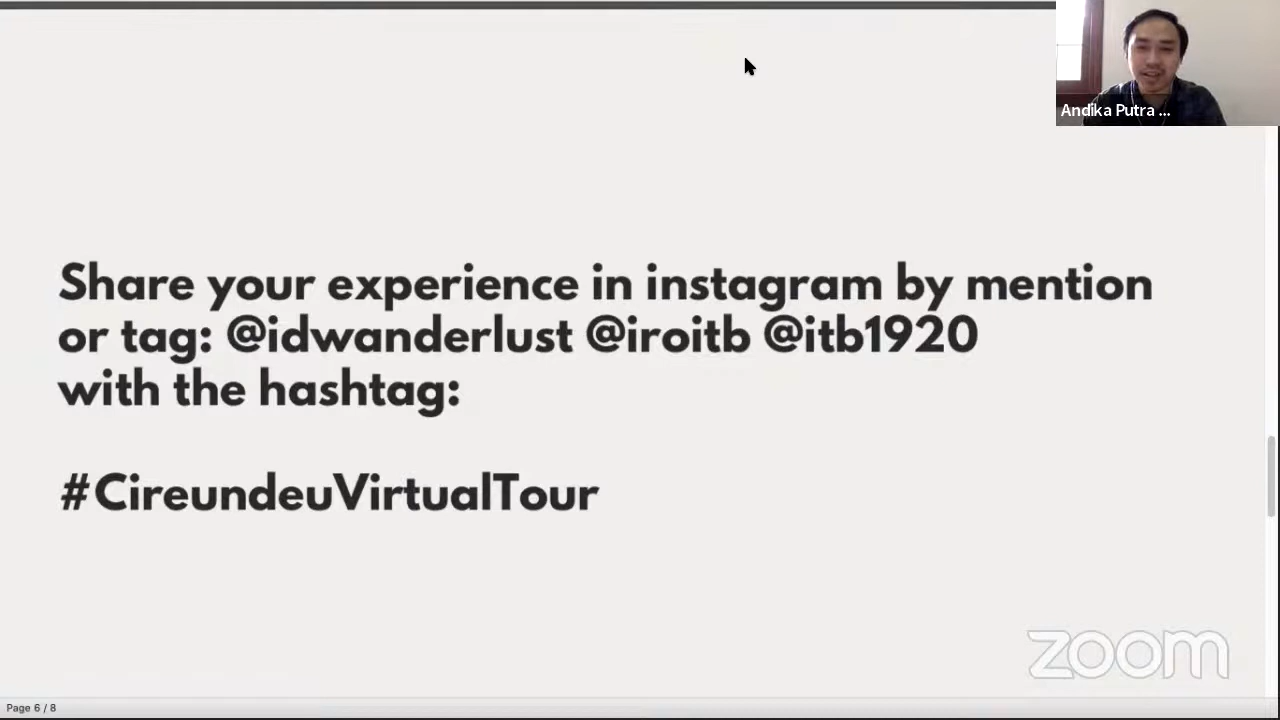 Andika Putra ...
Share your experience in instagram by mention
or tag: @idwanderlust @iroitb @itb1920
with the hashtag:
#CireundeuVirtualTour
zoom
Page 6 / 8